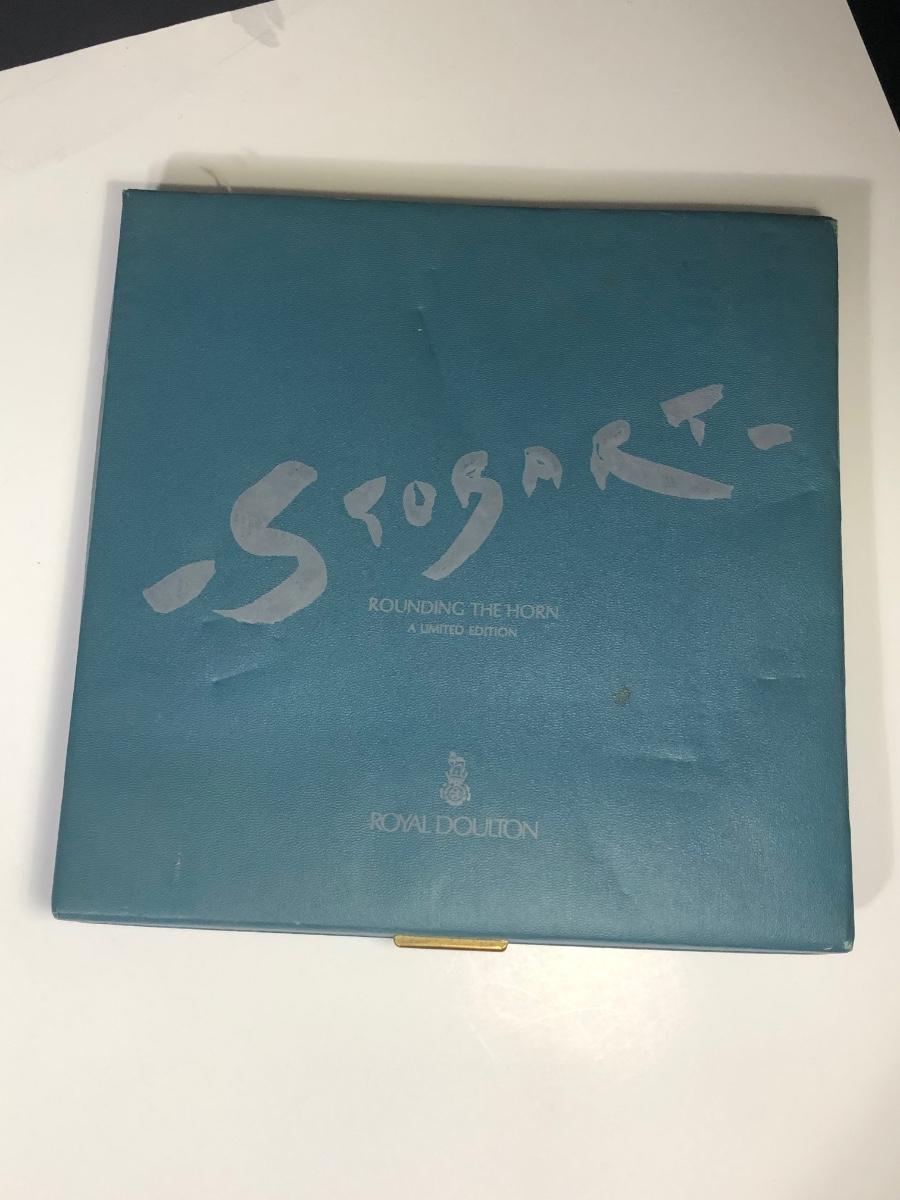 -STOBART-
ROUNDING THE HORN
A LIMITED EDITION
ROYAL DOULTON